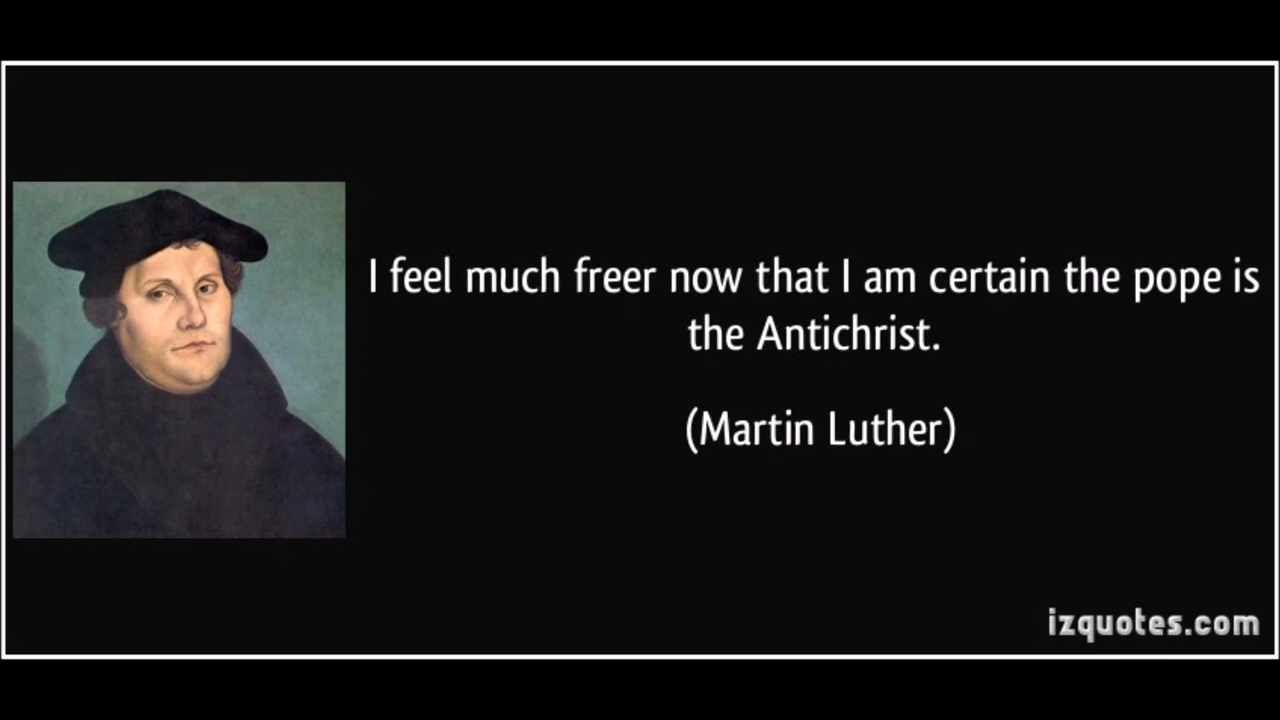 I feel much freer now that I am certain the pope is
the Antichrist.
(Martin Luther)
izquotes.com